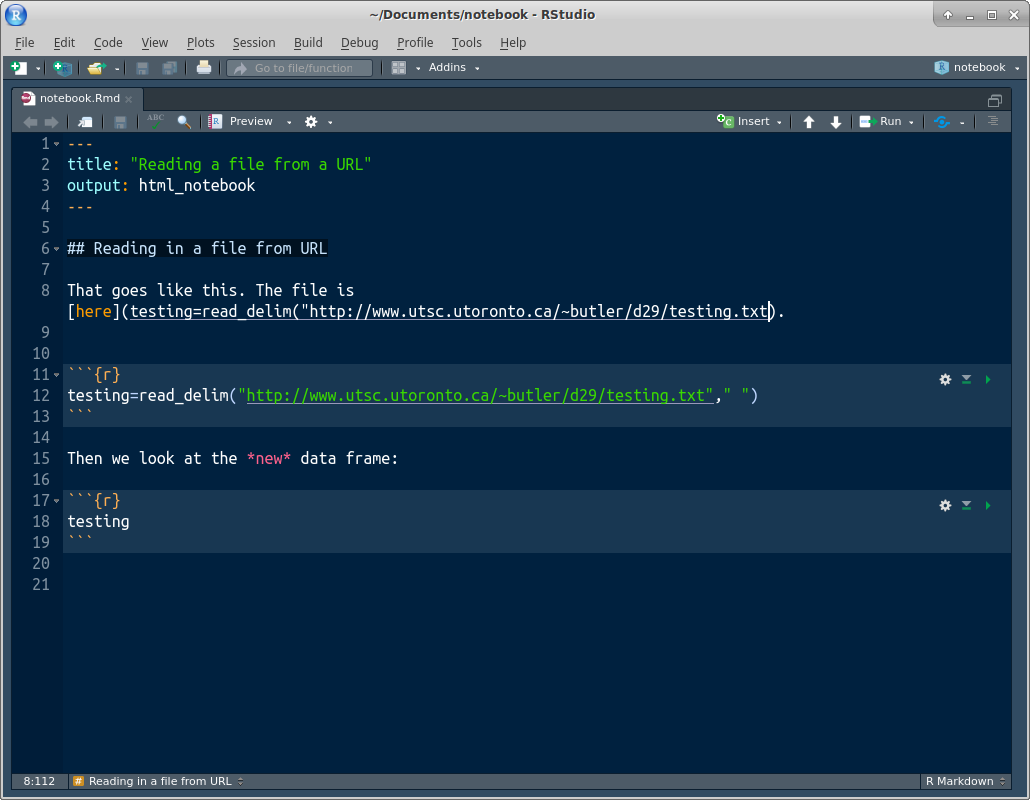 ~/Documents/notebook - RStudio
File Edit Code View Plots Session Build Debug Profile Tools Help
Go to file/function Addins notebook
notebook.Rmd
ABC Preview Insert Run
1 ---
2 title: "Reading a file from a URL"
3 output: html_notebook
4 ---
5
6 ## Reading in a file from URL
7
8 That goes like this. The file is
[here](testing=read_delim("http://www.utsc.utoronto.ca/~butler/d29/testing.txt).
9
10
11 ```{r}
12 testing=read_delim("http://www.utsc.utoronto.ca/~butler/d29/testing.txt"," ")
13 ```
14
15 Then we look at the *new* data frame:
16
17 ```{r}
18 testing
19 ```
20
21
8:112 # Reading in a file from URL R Markdown